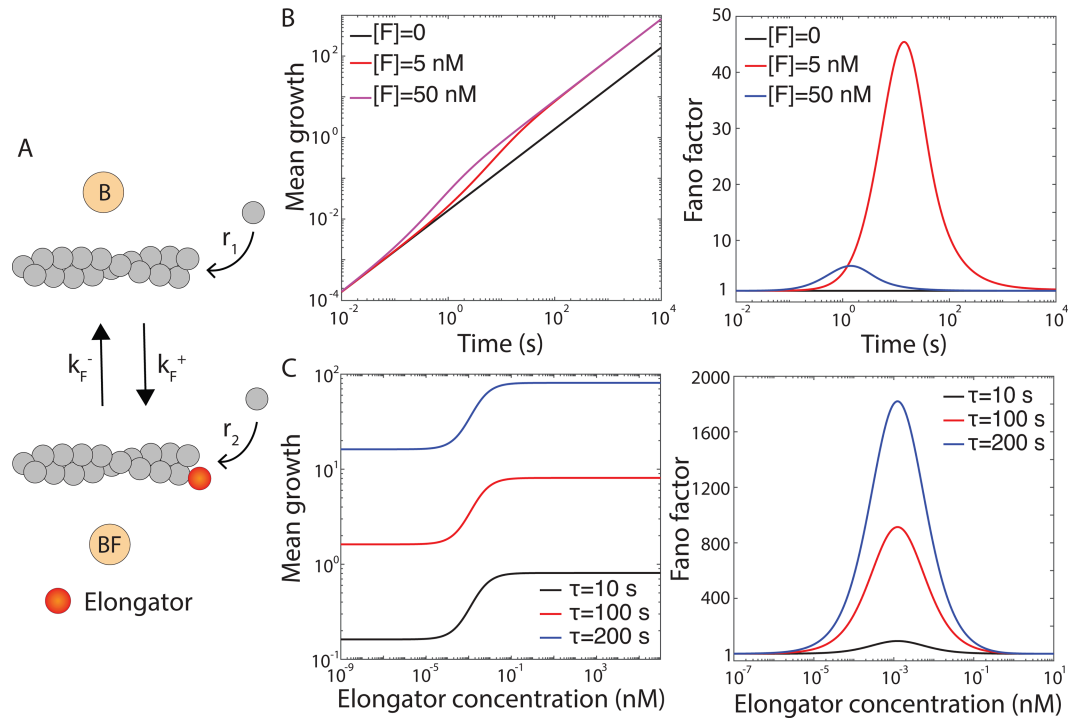 A
B
r1
kF-
kF+
r2
BF
Elongator
B
[F]=0
[F]=5 nM
[F]=50 nM
Mean growth
10^2
10^0
10^-2
10^-4
10^-2
10^0
10^2
10^4
Time (s)
[F]=0
[F]=5 nM
[F]=50 nM
Fano factor
50
40
30
20
10
1
10^-2
10^0
10^2
10^4
Time (s)
C
Mean growth
10^2
10^1
10^0
10^-1
τ=10 s
τ=100 s
τ=200 s
10^-9
10^-5
10^-1
10^3
Elongator concentration (nM)
Fano factor
2000
1600
1200
800
400
1
τ=10 s
τ=100 s
τ=200 s
10^-7
10^-5
10^-3
10^-1
10^1
Elongator concentration (nM)